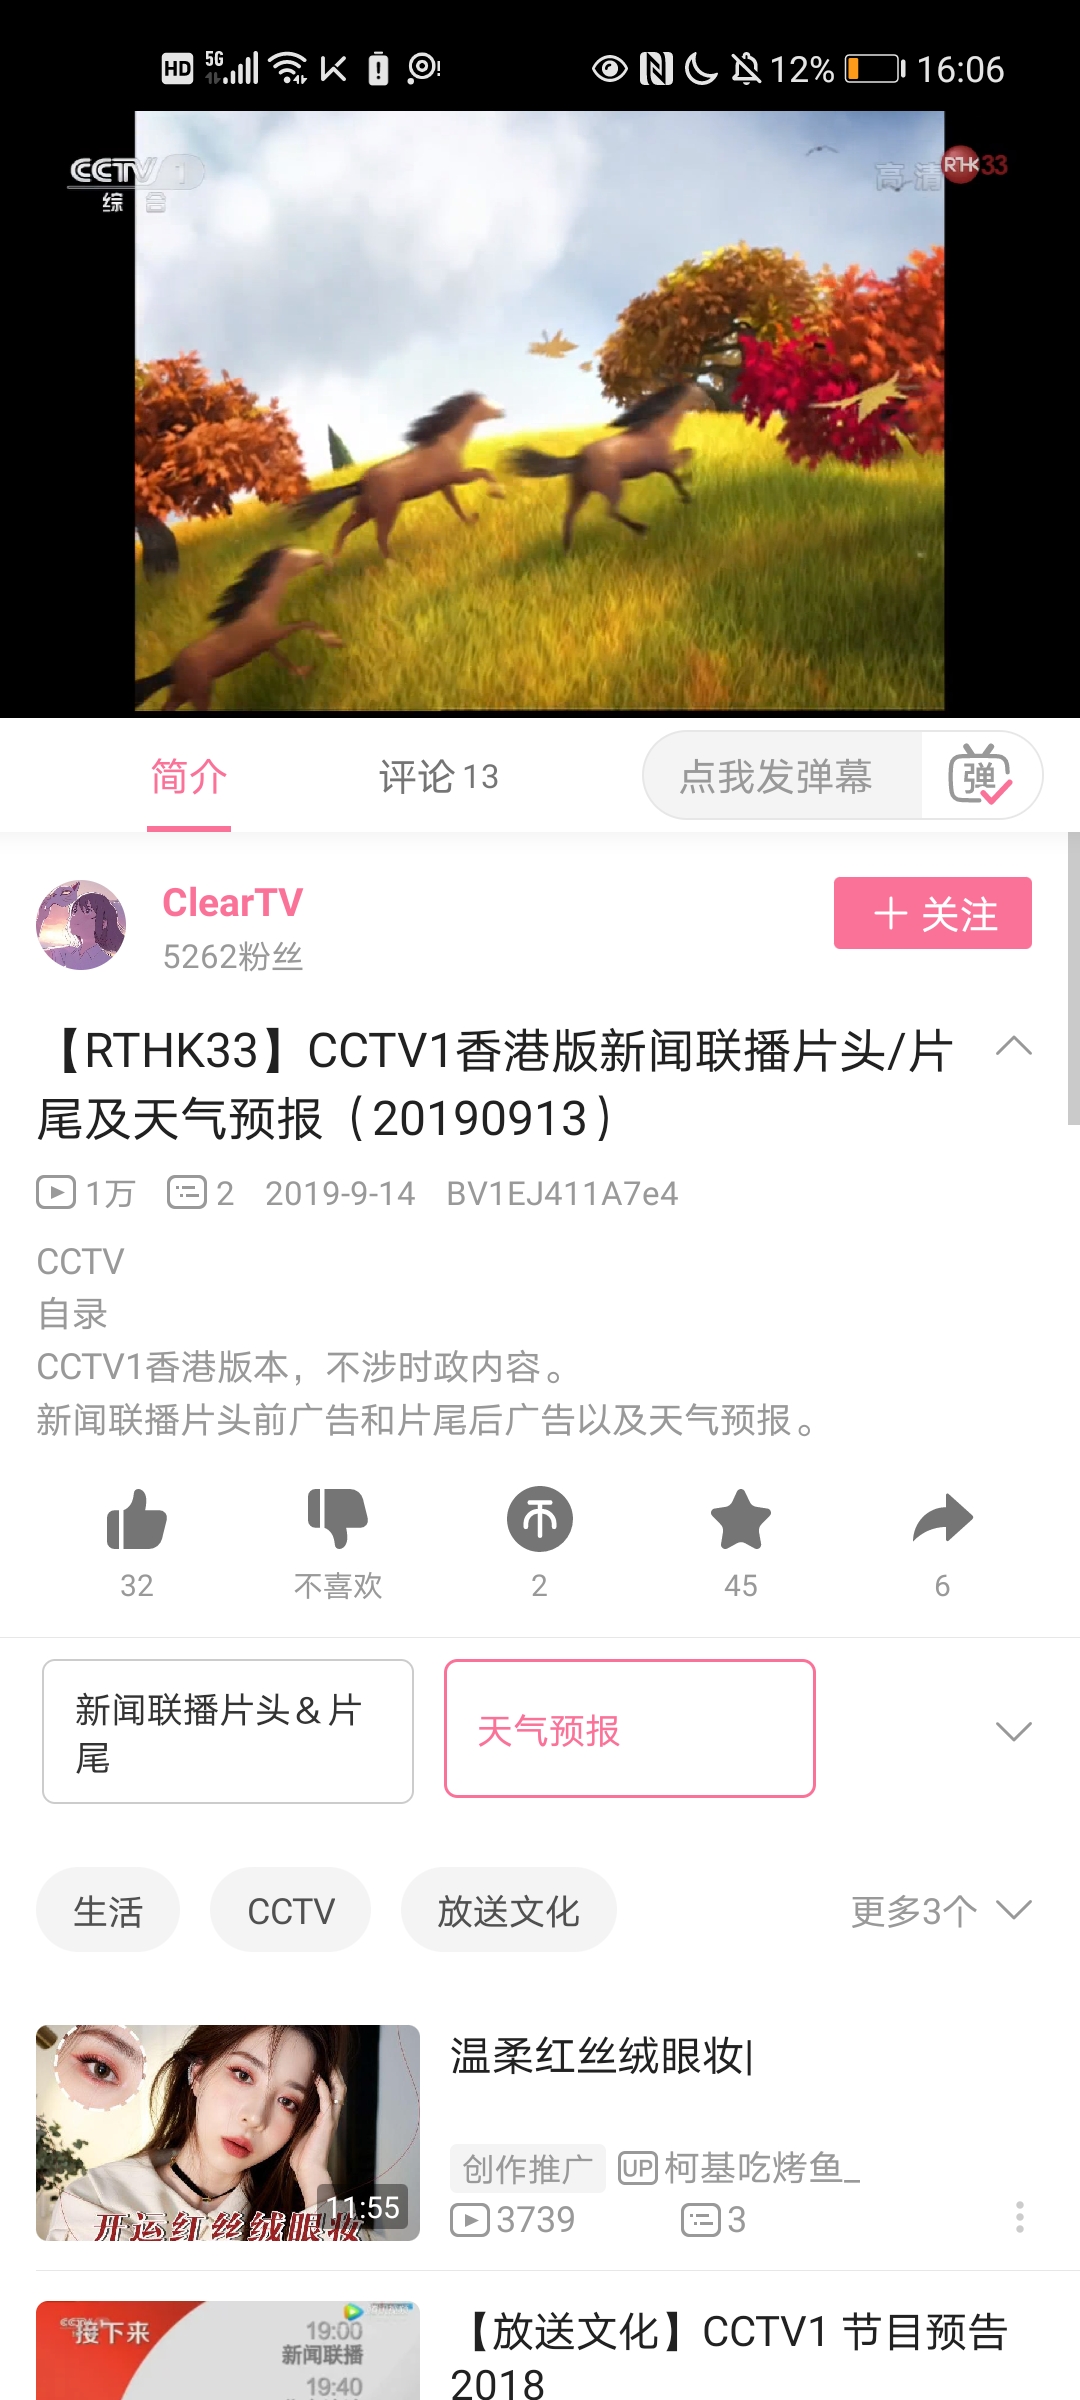 HD 5G 12% 16:06
CCTV 1
综合
高清 RTHK 33
简介 评论 13 点我发弹幕 弹
ClearTV
5262粉丝
关注
【RTHK33】CCTV1香港版新闻联播片头/片
尾及天气预报（20190913）
1万 2 2019-9-14 BV1EJ411A7e4
CCTV
自录
CCTV1香港版本，不涉时政内容。
新闻联播片头前广告和片尾后广告以及天气预报。
32 不喜欢 2 45 6
新闻联播片头＆片
尾
天气预报
生活 CCTV 放送文化 更多3个
开运红丝绒眼妆
11:55
温柔红丝绒眼妆|
创作推广 UP 柯基吃烤鱼_
3739 3
接下来
19:00
新闻联播
19:40
【放送文化】CCTV1 节目预告
2018